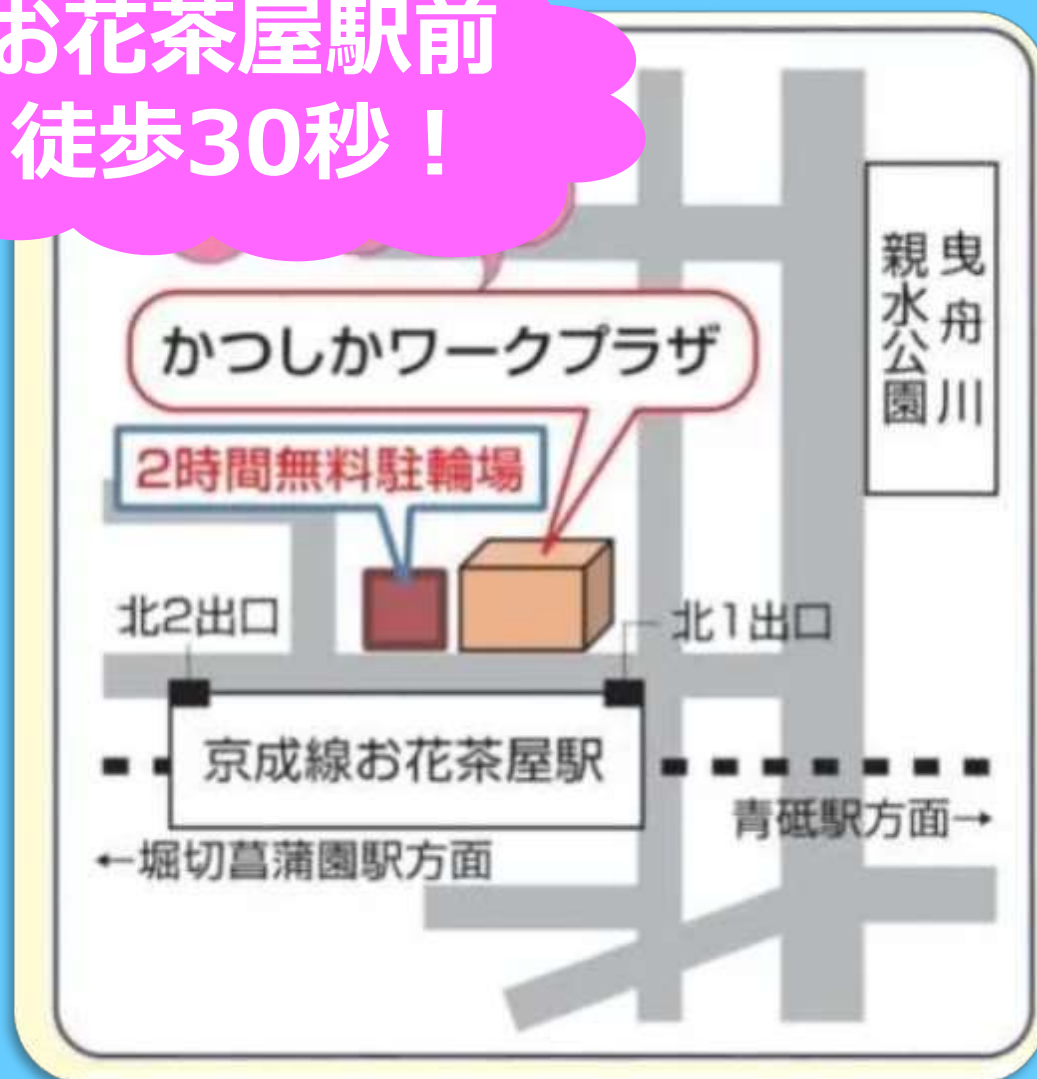 お花茶屋駅前
徒歩30秒！
曳舟川
親水公園
かつしかワークプラザ
2時間無料駐輪場
北2出口
北1出口
京成線お花茶屋駅
青砥駅方面→
←堀切菖蒲園駅方面